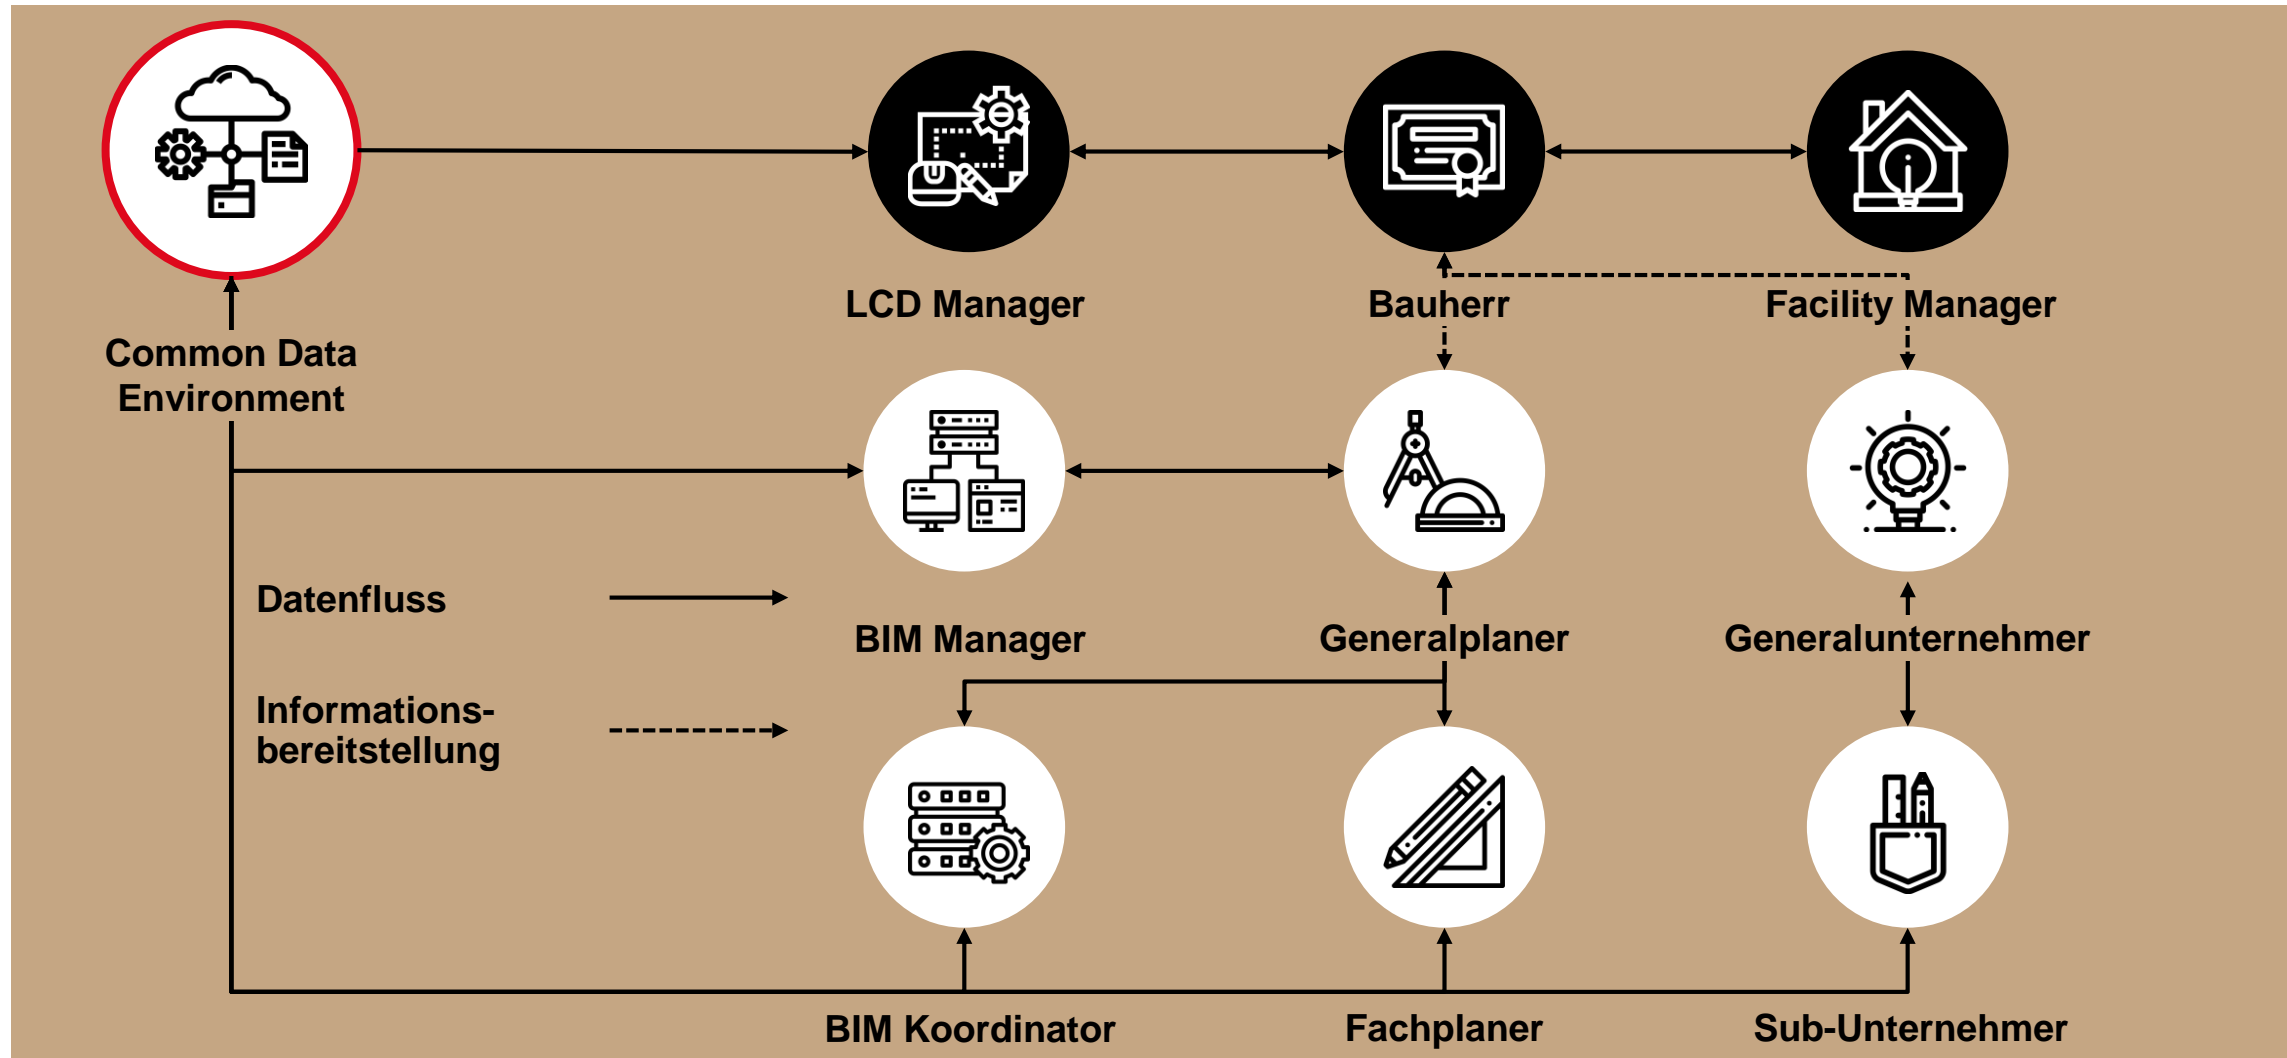 LCD Manager
Bauherr
Facility Manager
Common Data
Environment
Datenfluss
BIM Manager
Generalplaner
Generalunternehmer
Informations-
bereitstellung
BIM Koordinator
Fachplaner
Sub-Unternehmer